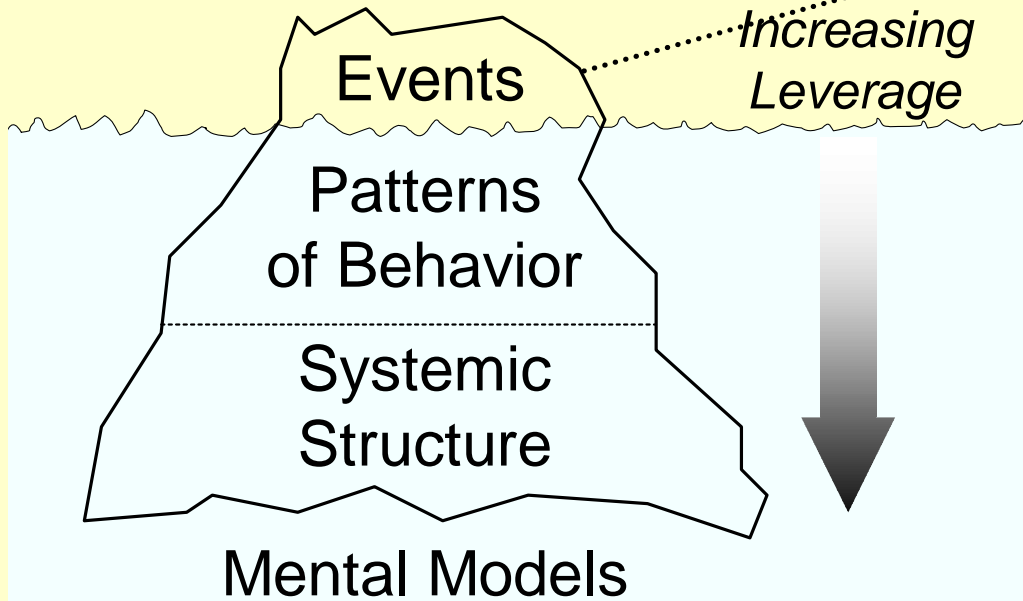 Increasing
Leverage
Events
Patterns
of Behavior
Systemic
Structure
Mental Models